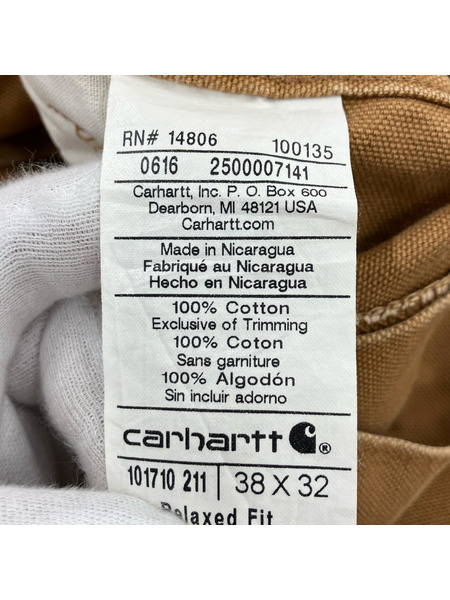 RN# 14806 100135
0616 2500007141
Carhartt, Inc. P. O. Box 600
Dearborn, MI 48121 USA
Carhartt.com
Made in Nicaragua
Fabriqué au Nicaragua
Hecho en Nicaragua
100% Cotton
Exclusive of Trimming
100% Coton
Sans garniture
100% Algodón
Sin incluir adorno
carhartt ®
101710 211 38 X 32
Relaxed Fit